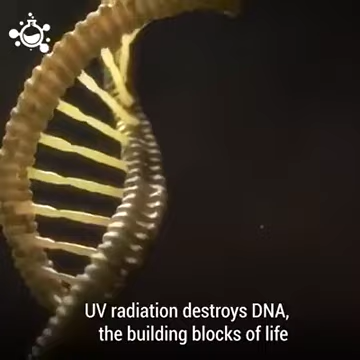 UV radiation destroys DNA,
the building blocks of life